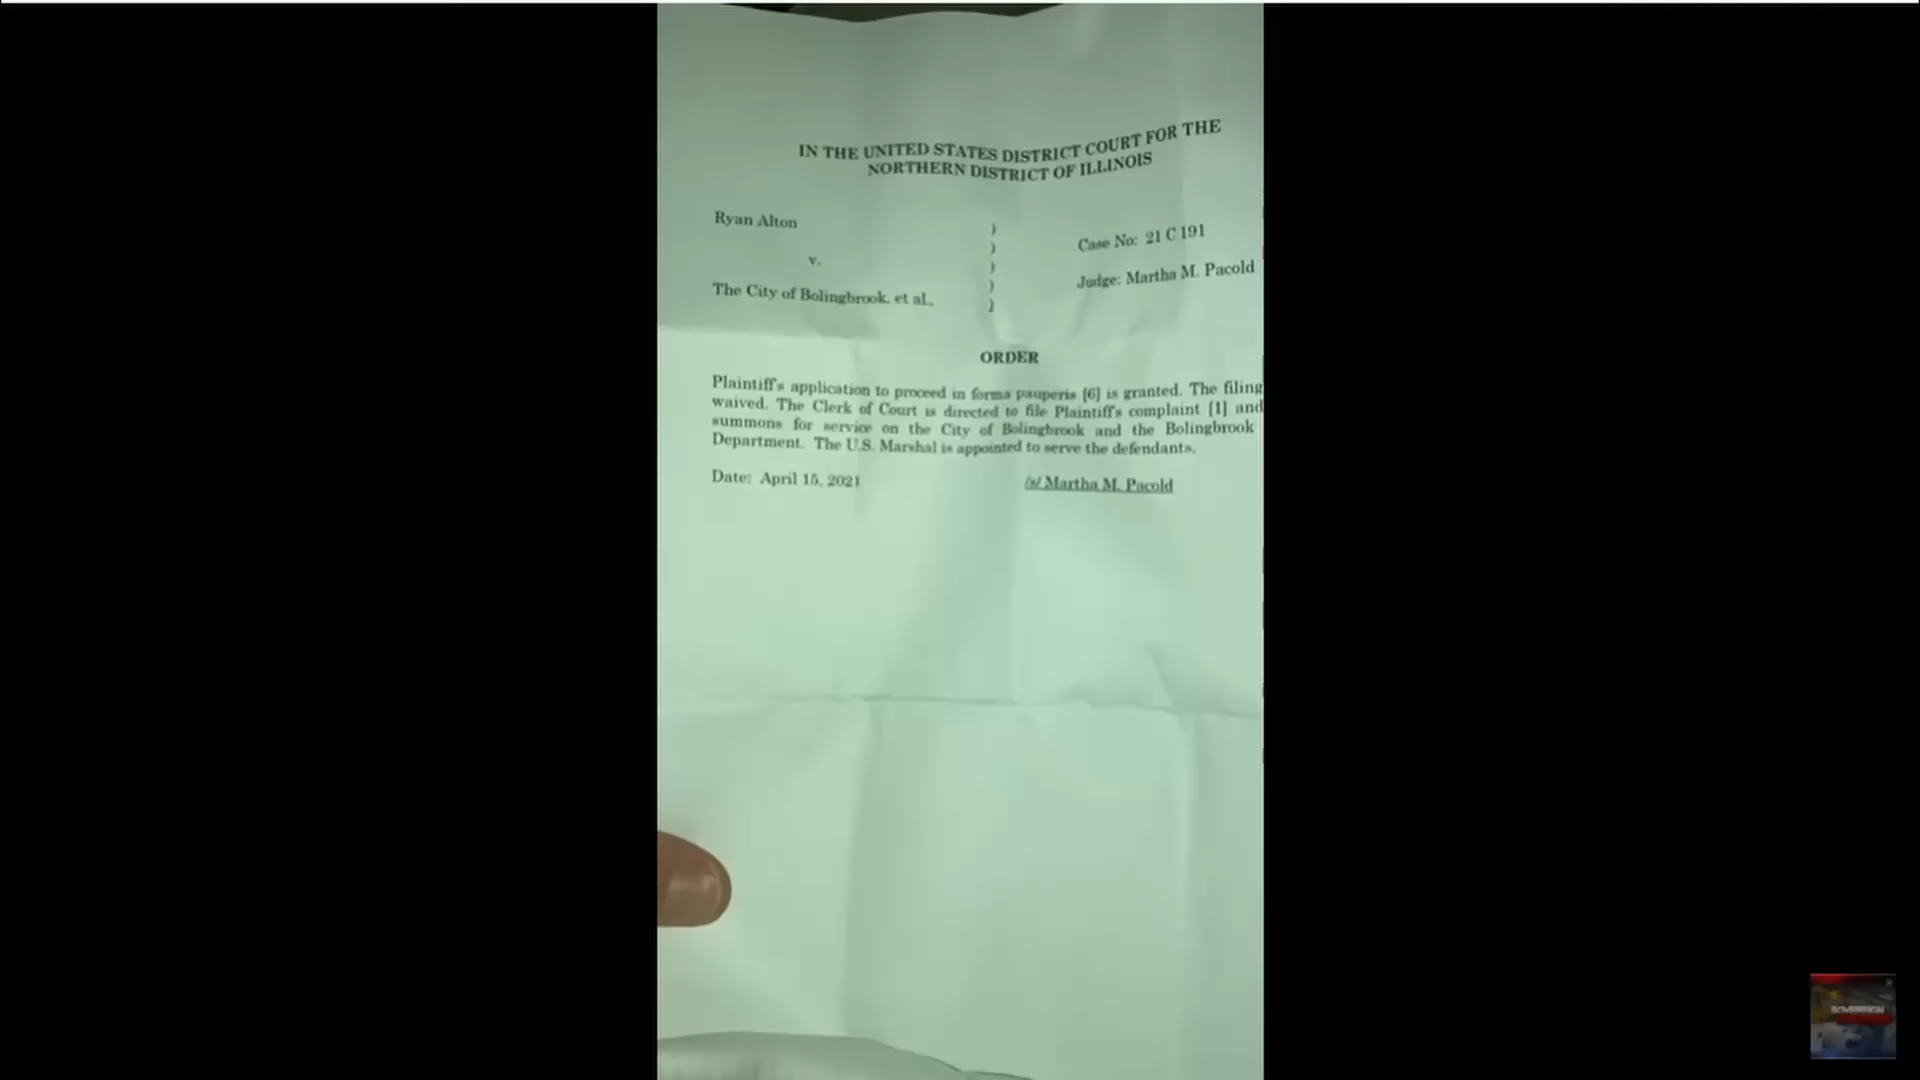 IN THE UNITED STATES DISTRICT COURT FOR THE
NORTHERN DISTRICT OF ILLINOIS
Ryan Alton
)
v.
)
)
The City of Bolingbrook, et al.,
)
)
Case No: 21 C 191
Judge: Martha M. Pacold
ORDER
Plaintiff's application to proceed in forma pauperis [6] is granted. The filing
waived. The Clerk of Court is directed to file Plaintiff's complaint [1] and
summons for service on the City of Bolingbrook and the Bolingbrook
Department. The U.S. Marshal is appointed to serve the defendants.
Date: April 15, 2021
/s/ Martha M. Pacold
SOVEREIGN